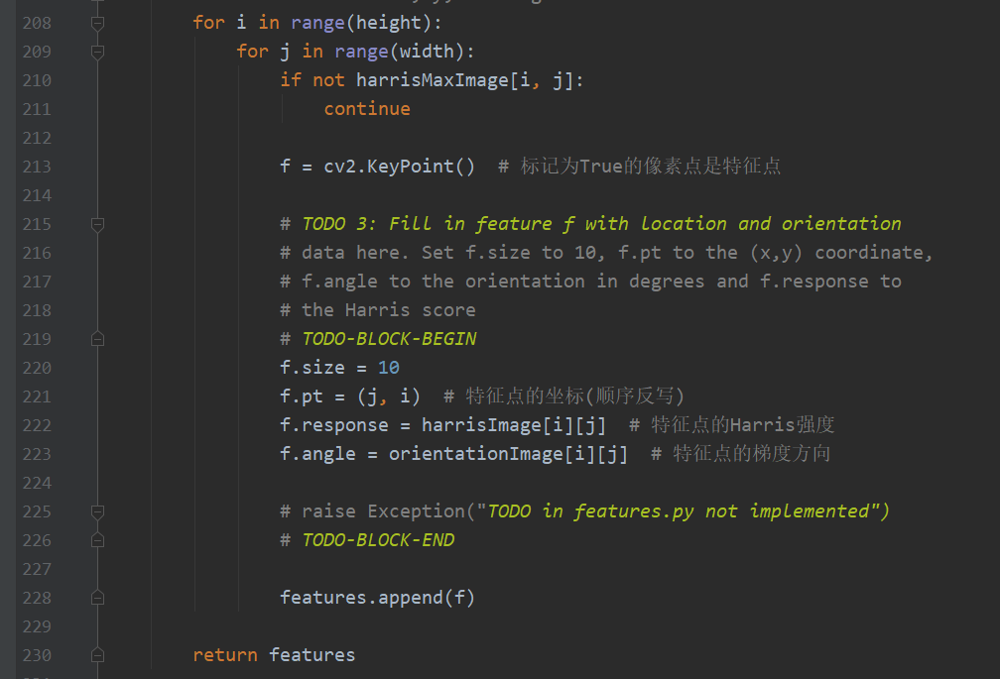 208 for i in range(height):
209 for j in range(width):
210 if not harrisMaxImage[i, j]:
211 continue
212
213 f = cv2.KeyPoint()  # 标记为True的像素点是特征点
214
215 # TODO 3: Fill in feature f with location and orientation
216 # data here. Set f.size to 10, f.pt to the (x,y) coordinate,
217 # f.angle to the orientation in degrees and f.response to
218 # the Harris score
219 # TODO-BLOCK-BEGIN
220 f.size = 10
221 f.pt = (j, i)  # 特征点的坐标(顺序反写)
222 f.response = harrisImage[i][j]  # 特征点的Harris强度
223 f.angle = orientationImage[i][j]  # 特征点的梯度方向
224
225 # raise Exception("TODO in features.py not implemented")
226 # TODO-BLOCK-END
227
228 features.append(f)
229
230 return features